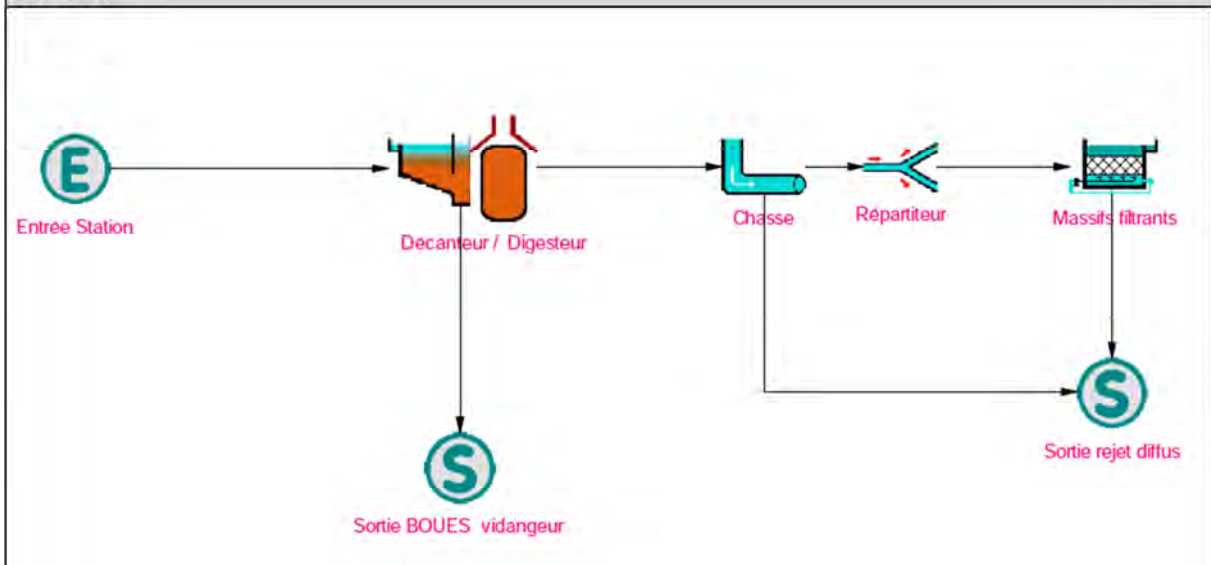 E
Entrée Station
Décanteur / Digesteur
Chasse
Répartiteur
Massifs filtrants
S
Sortie BOUES vidangeur
S
Sortie rejet diffus